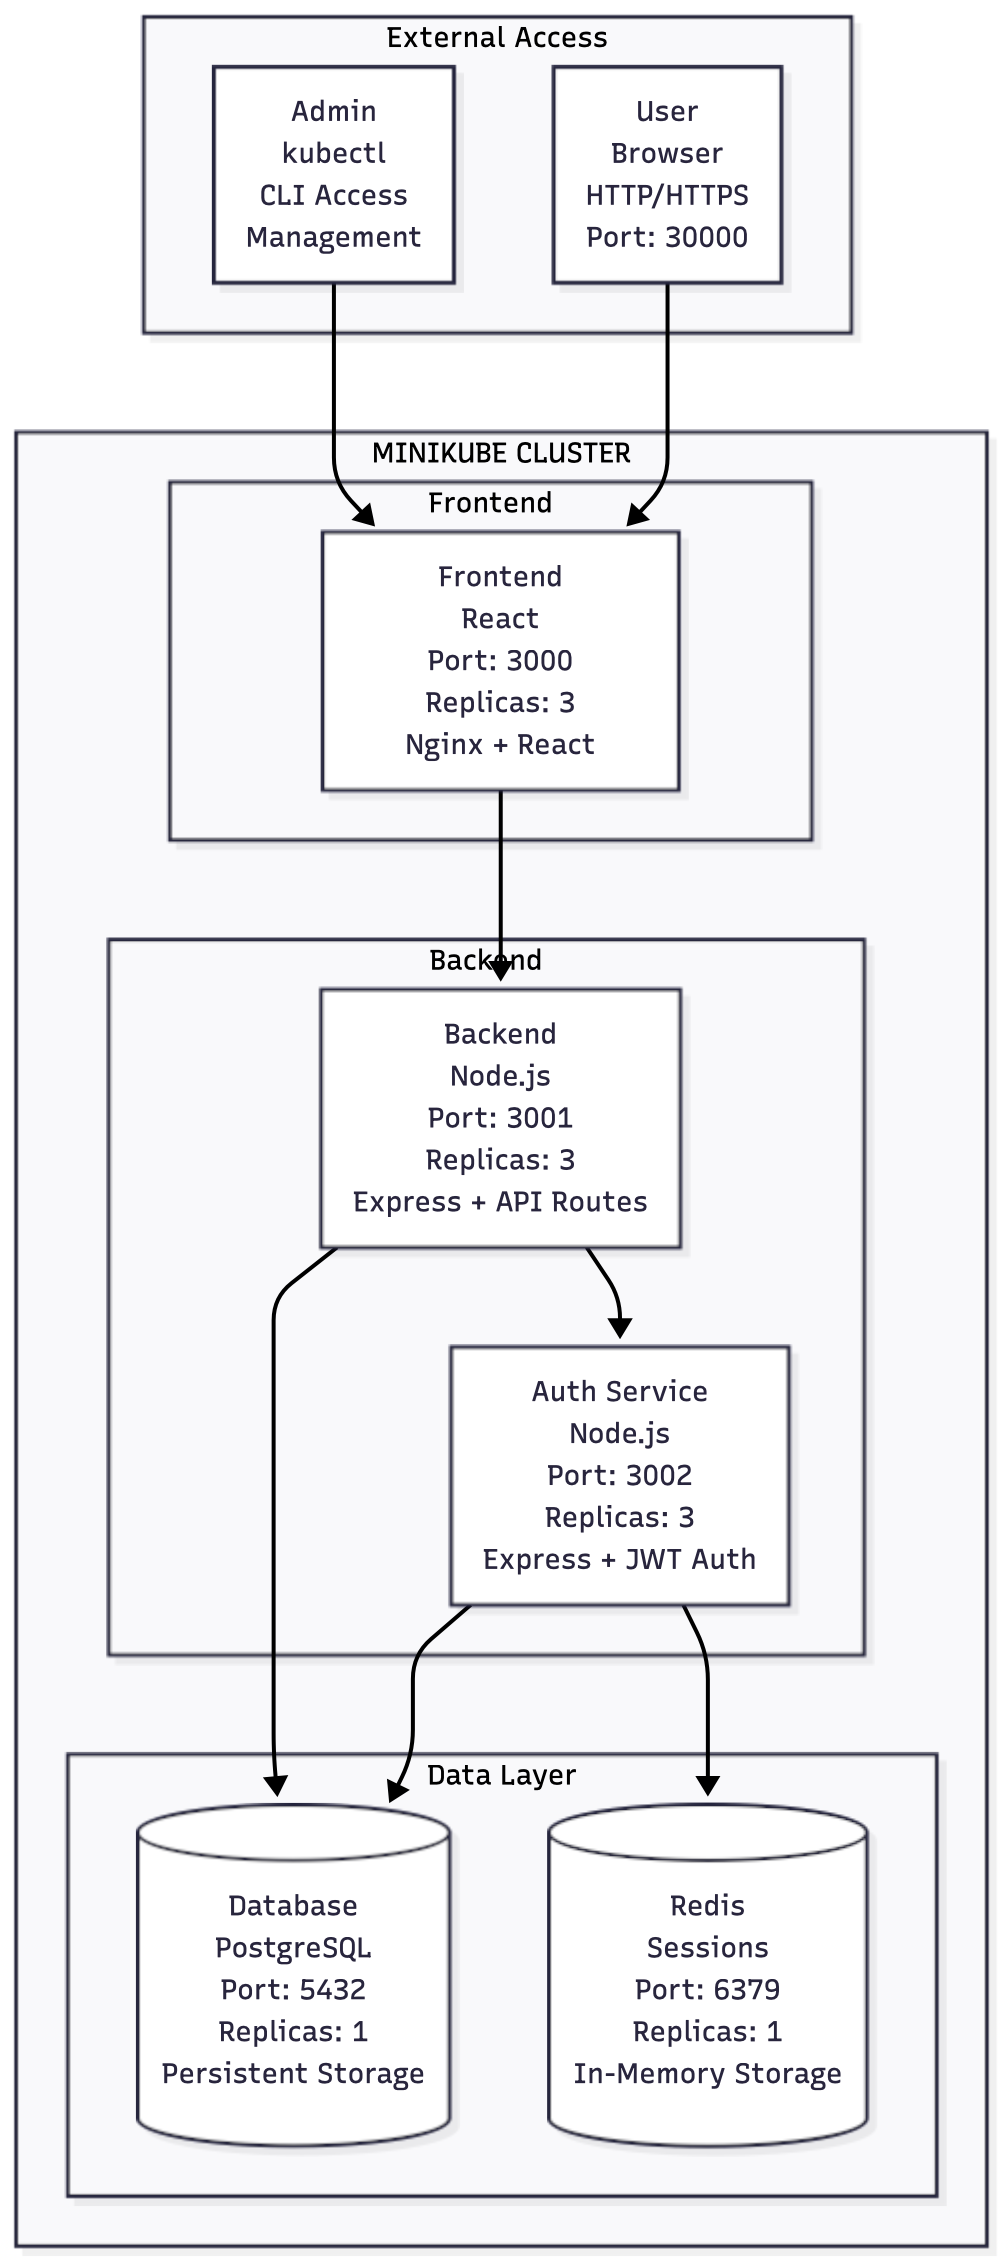 External Access
Admin
kubectl
CLI Access
Management
User
Browser
HTTP/HTTPS
Port: 30000
MINIKUBE CLUSTER
Frontend
Frontend
React
Port: 3000
Replicas: 3
Nginx + React
Backend
Backend
Node.js
Port: 3001
Replicas: 3
Express + API Routes
Auth Service
Node.js
Port: 3002
Replicas: 3
Express + JWT Auth
Data Layer
Database
PostgreSQL
Port: 5432
Replicas: 1
Persistent Storage
Redis
Sessions
Port: 6379
Replicas: 1
In-Memory Storage